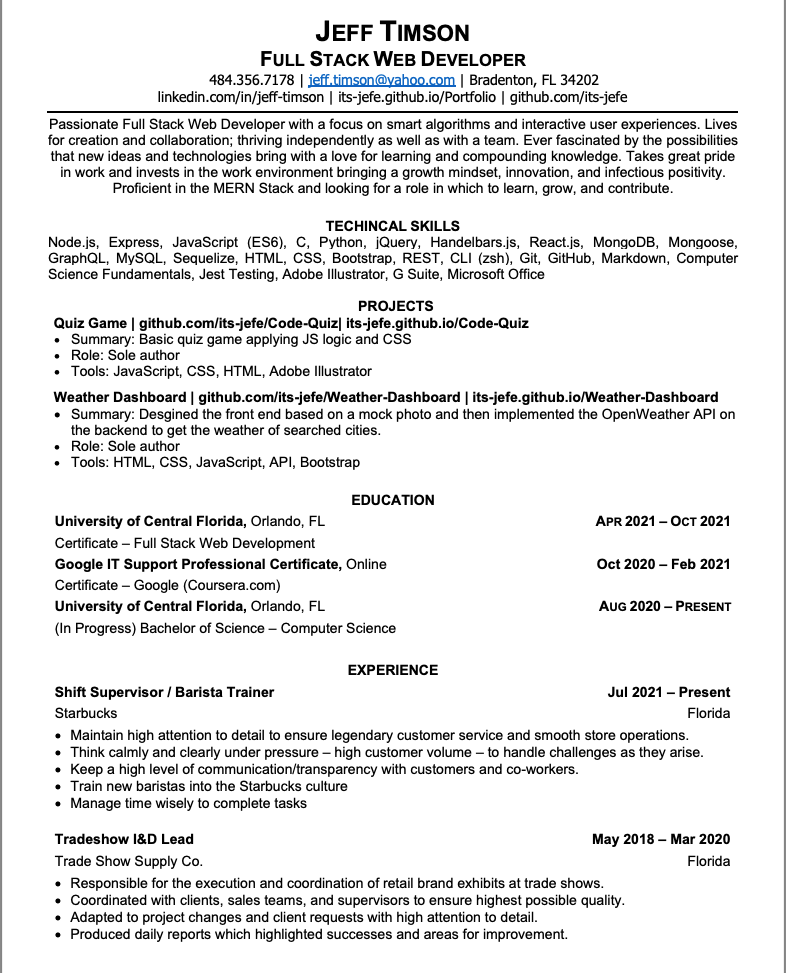 JEFF TIMSON
FULL STACK WEB DEVELOPER
484.356.7178 | jeff.timson@yahoo.com | Bradenton, FL 34202
linkedin.com/in/jeff-timson | its-jefe.github.io/Portfolio | github.com/its-jefe
Passionate Full Stack Web Developer with a focus on smart algorithms and interactive user experiences. Lives
for creation and collaboration; thriving independently as well as with a team. Ever fascinated by the possibilities
that new ideas and technologies bring with a love for learning and compounding knowledge. Takes great pride
in work and invests in the work environment bringing a growth mindset, innovation, and infectious positivity.
Proficient in the MERN Stack and looking for a role in which to learn, grow, and contribute.
TECHINCAL SKILLS
Node.js, Express, JavaScript (ES6), C, Python, jQuery, Handelbars.js, React.js, MongoDB, Mongoose,
GraphQL, MySQL, Sequelize, HTML, CSS, Bootstrap, REST, CLI (zsh), Git, GitHub, Markdown, Computer
Science Fundamentals, Jest Testing, Adobe Illustrator, G Suite, Microsoft Office
PROJECTS
Quiz Game | github.com/its-jefe/Code-Quiz| its-jefe.github.io/Code-Quiz
• Summary: Basic quiz game applying JS logic and CSS
• Role: Sole author
• Tools: JavaScript, CSS, HTML, Adobe Illustrator
Weather Dashboard | github.com/its-jefe/Weather-Dashboard | its-jefe.github.io/Weather-Dashboard
• Summary: Desgined the front end based on a mock photo and then implemented the OpenWeather API on
the backend to get the weather of searched cities.
• Role: Sole author
• Tools: HTML, CSS, JavaScript, API, Bootstrap
EDUCATION
University of Central Florida, Orlando, FL APR 2021 – OCT 2021
Certificate – Full Stack Web Development
Google IT Support Professional Certificate, Online Oct 2020 – Feb 2021
Certificate – Google (Coursera.com)
University of Central Florida, Orlando, FL AUG 2020 – PRESENT
(In Progress) Bachelor of Science – Computer Science
EXPERIENCE
Shift Supervisor / Barista Trainer Jul 2021 – Present
Starbucks Florida
• Maintain high attention to detail to ensure legendary customer service and smooth store operations.
• Think calmly and clearly under pressure – high customer volume – to handle challenges as they arise.
• Keep a high level of communication/transparency with customers and co-workers.
• Train new baristas into the Starbucks culture
• Manage time wisely to complete tasks
Tradeshow I&D Lead May 2018 – Mar 2020
Trade Show Supply Co. Florida
• Responsible for the execution and coordination of retail brand exhibits at trade shows.
• Coordinated with clients, sales teams, and supervisors to ensure highest possible quality.
• Adapted to project changes and client requests with high attention to detail.
• Produced daily reports which highlighted successes and areas for improvement.